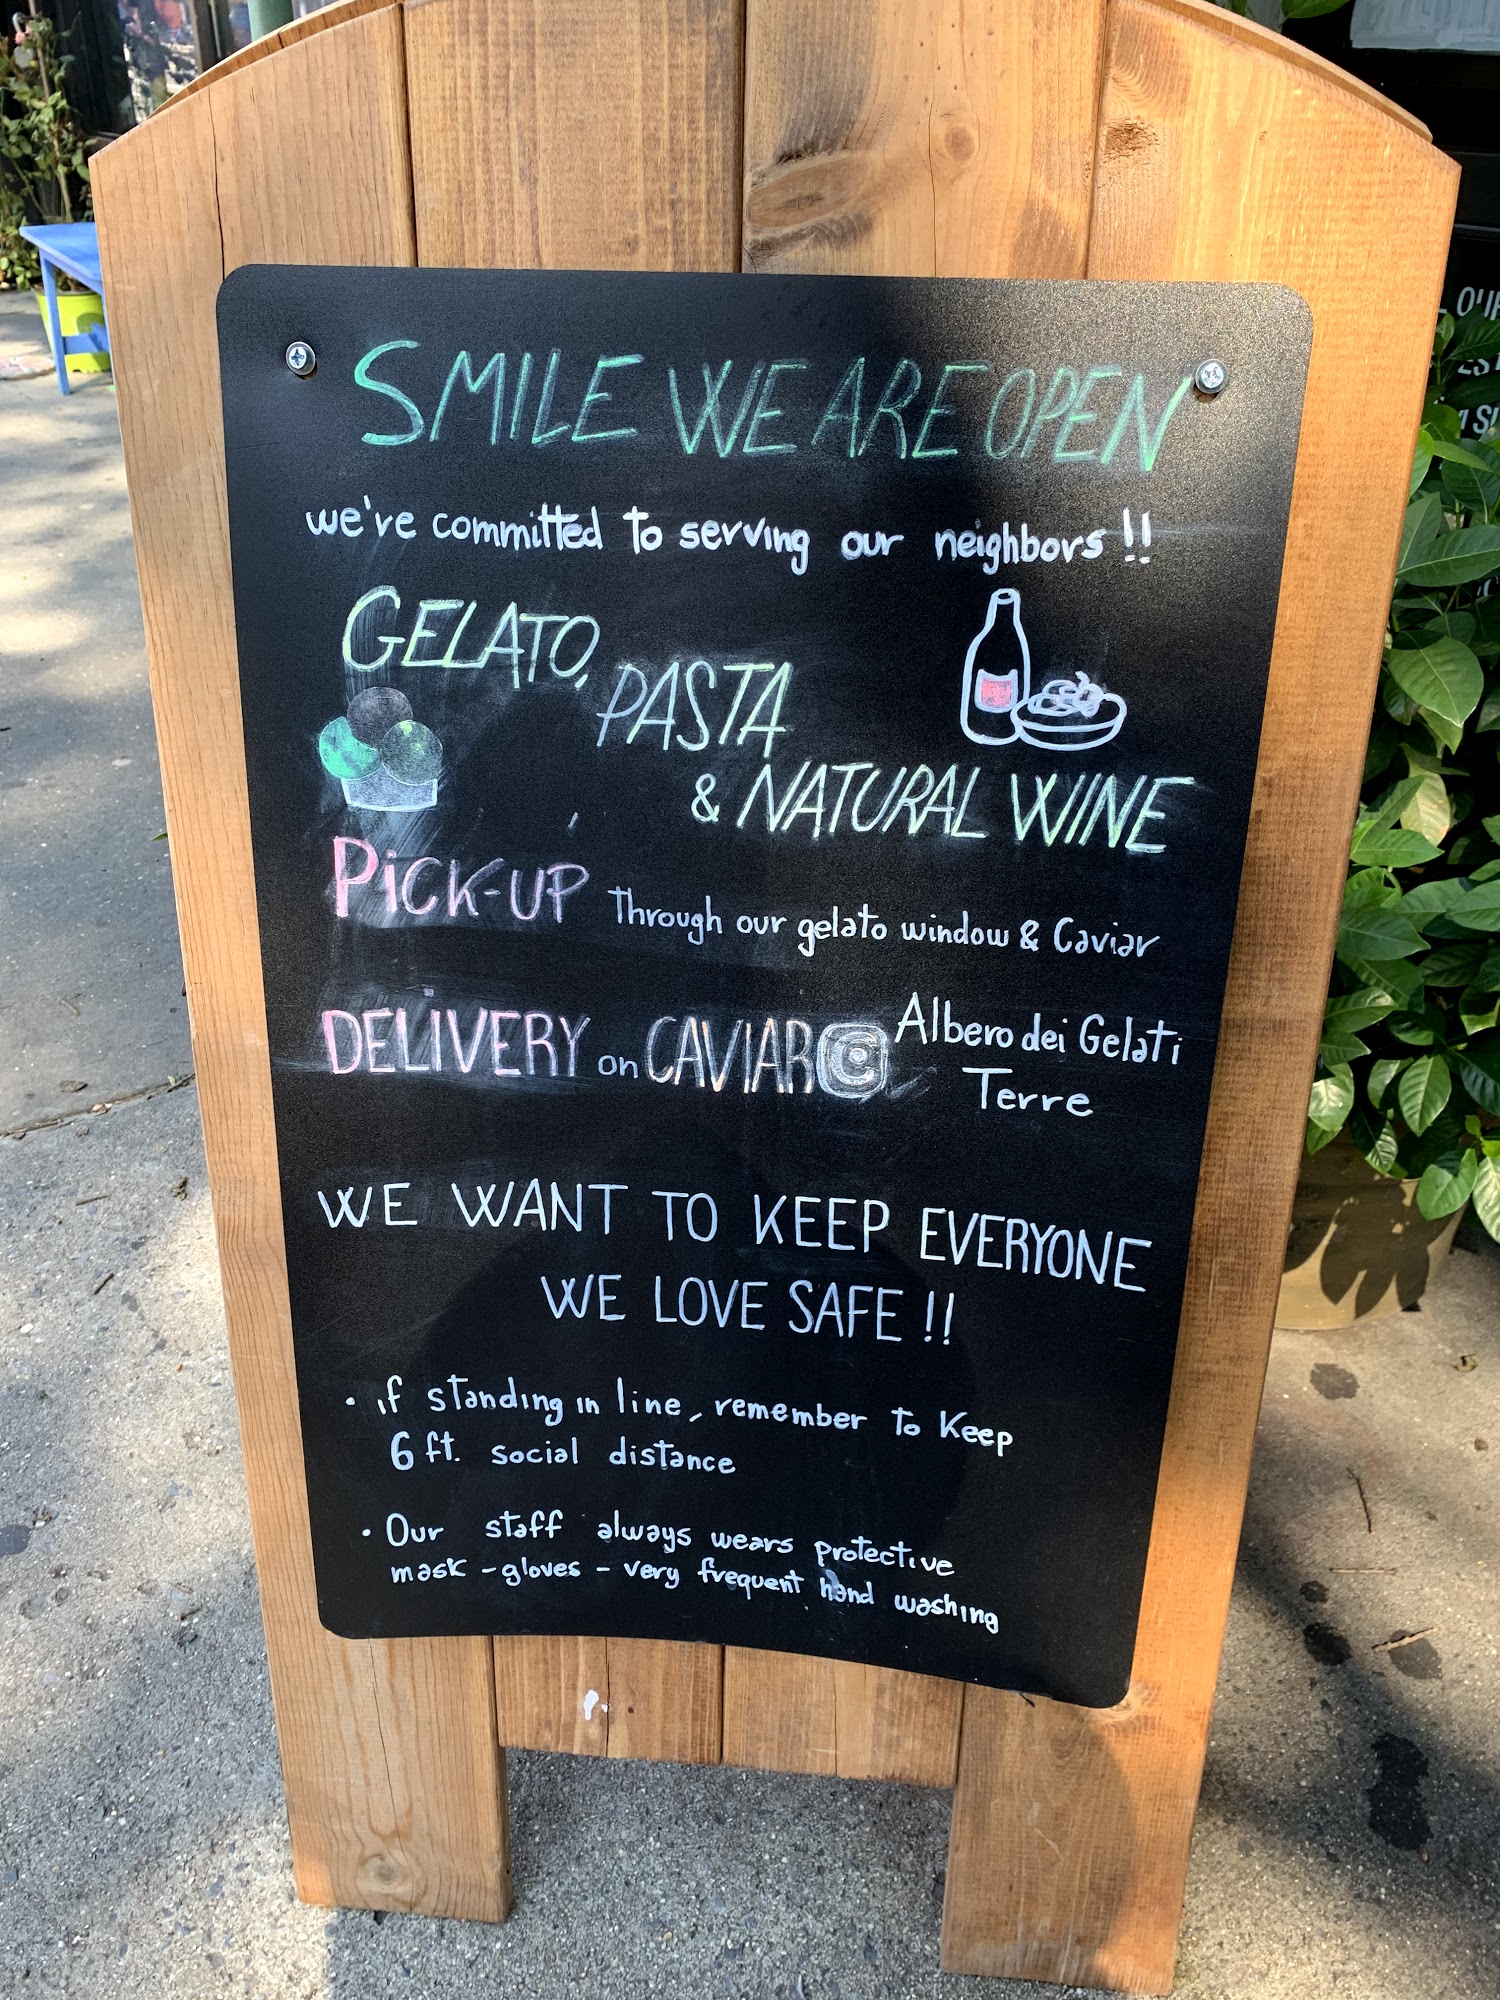 SMILE WE ARE OPEN
we've committed to serving our neighbors !!
GELATO,
PASTA
& NATURAL WINE
PiCK-UP Through our gelato window & Caviar
DELIVERY on CAVIAR C Albero dei Gelati
Terre
WE WANT TO KEEP EVERYONE
WE LOVE SAFE !!
• if standing in line, remember to Keep
6 ft. social distance
• Our staff always wears protective
mask - gloves - very frequent hand washing